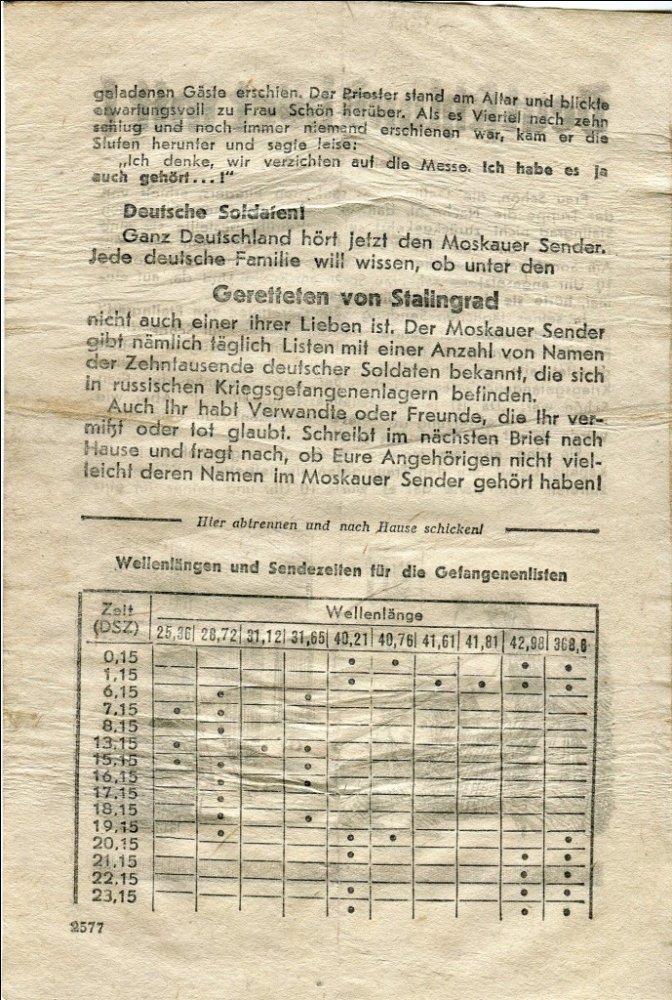 geladenen Gäste erschien. Der Priester stand am Altar und blickte
erwartungsvoll zu Frau Schön herüber. Als es Viertel nach zehn
schlug und noch immer niemand erschienen war, kam er die
Stufen herunter und sagte leise:
„Ich denke, wir verzichten auf die Messe. Ich habe es ja
auch gehört...!"
Deutsche Soldaten!
Ganz Deutschland hört jetzt den Moskauer Sender.
Jede deutsche Familie will wissen, ob unter den
Geretteten von Stalingrad
nicht auch einer ihrer Lieben ist. Der Moskauer Sender
gibt nämlich täglich Listen mit einer Anzahl von Namen
der Zehntausende deutscher Soldaten bekannt, die sich
in russischen Kriegsgefangenenlagern befinden.
Auch Ihr habt Verwandte oder Freunde, die Ihr ver-
mißt oder tot glaubt. Schreibt im nächsten Brief nach
Hause und fragt nach, ob Eure Angehörigen nicht viel-
leicht deren Namen im Moskauer Sender gehört haben!
Hier abtrennen und nach Hause schicken!
Wellenlängen und Sendezeiten für die Gefangenenlisten
Zeit Wellenlänge
(DSZ) 25,36 28,72 31,12 31,65 40,21 40,76 41,61 41,81 42,98 368,6
0,15
1,15
6,15
7,15
8,15
13,15
15,15
16,15
17,15
18,15
19,15
20,15
21,15
22,15
23,15
2577